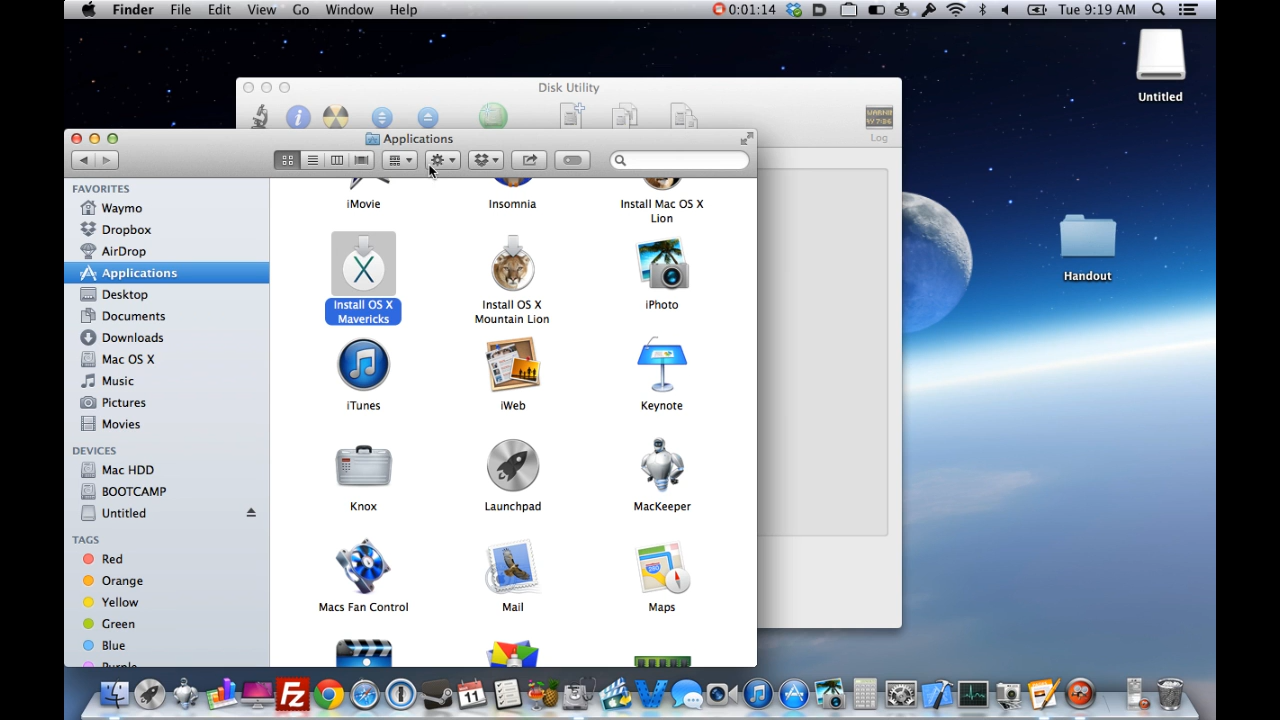 Finder File Edit View Go Window Help
0:01:14 Tue 9:19 AM
Untitled
Disk Utility
Log
Applications
FAVORITES
Waymo
Dropbox
AirDrop
Applications
Desktop
Documents
Downloads
Mac OS X
Music
Pictures
Movies
DEVICES
Mac HDD
BOOTCAMP
Untitled
TAGS
Red
Orange
Yellow
Green
Blue
Purple
iMovie
Insomnia
Install Mac OS X
Lion
Install OS X
Mavericks
Install OS X
Mountain Lion
iPhoto
iTunes
iWeb
Keynote
Knox
Launchpad
MacKeeper
Macs Fan Control
Mail
Maps
Handout